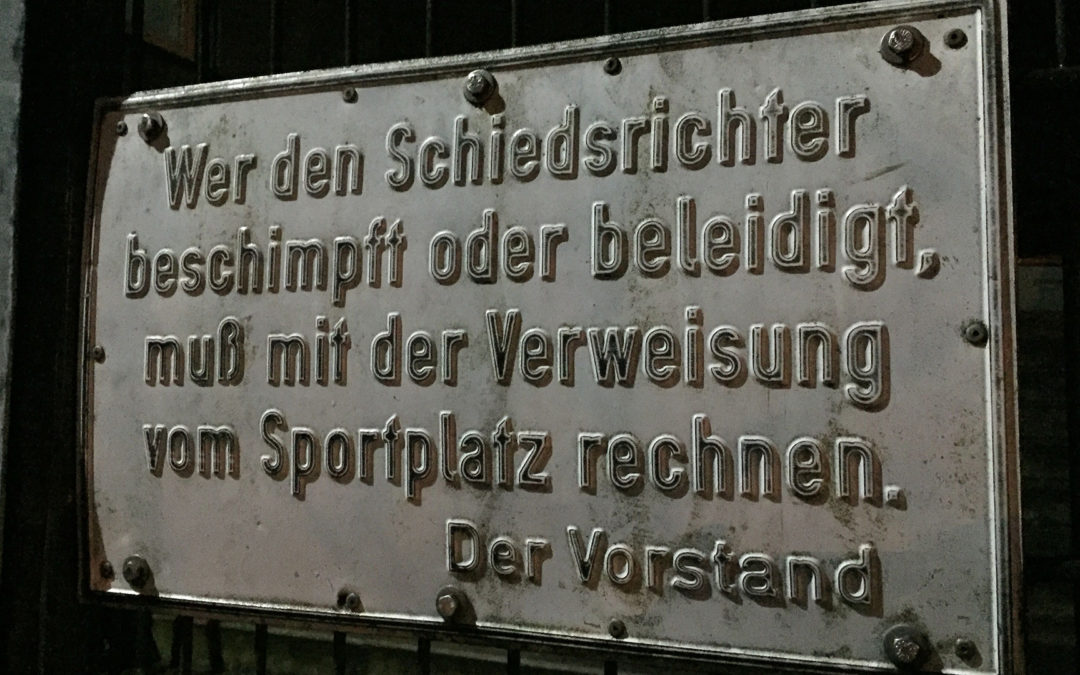 Wer den Schiedsrichter
beschimpft oder beleidigt,
muß mit der Verweisung
vom Sportplatz rechnen.
Der Vorstand